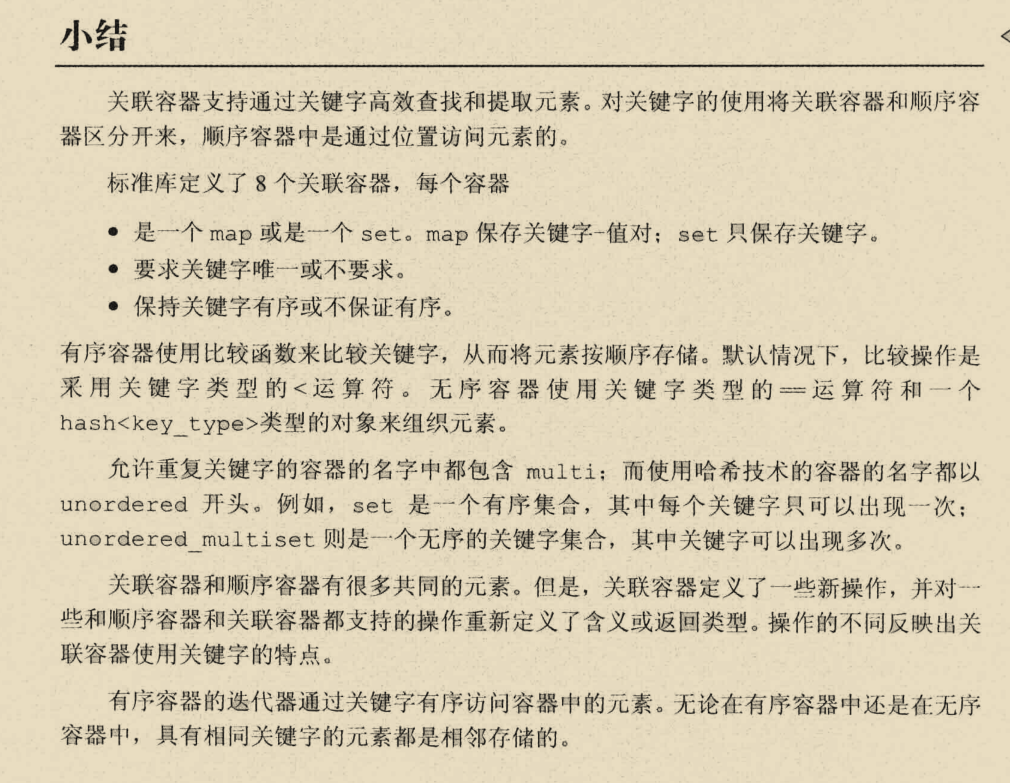 小结
关联容器支持通过关键字高效查找和提取元素。对关键字的使用将关联容器和顺序容
器区分开来，顺序容器中是通过位置访问元素的。
标准库定义了 8 个关联容器，每个容器
• 是一个 map 或是一个 set。map 保存关键字-值对；set 只保存关键字。
• 要求关键字唯一或不要求。
• 保持关键字有序或不保证有序。
有序容器使用比较函数来比较关键字，从而将元素按顺序存储。默认情况下，比较操作是
采用关键字类型的<运算符。无序容器使用关键字类型的==运算符和一个
hash<key_type>类型的对象来组织元素。
允许重复关键字的容器的名字中都包含 multi；而使用哈希技术的容器的名字都以
unordered 开头。例如，set 是一个有序集合，其中每个关键字只可以出现一次；
unordered_multiset 则是一个无序的关键字集合，其中关键字可以出现多次。
关联容器和顺序容器有很多共同的元素。但是，关联容器定义了一些新操作，并对一
些和顺序容器和关联容器都支持的操作重新定义了含义或返回类型。操作的不同反映出关
联容器使用关键字的特点。
有序容器的迭代器通过关键字有序访问容器中的元素。无论在有序容器中还是在无序
容器中，具有相同关键字的元素都是相邻存储的。